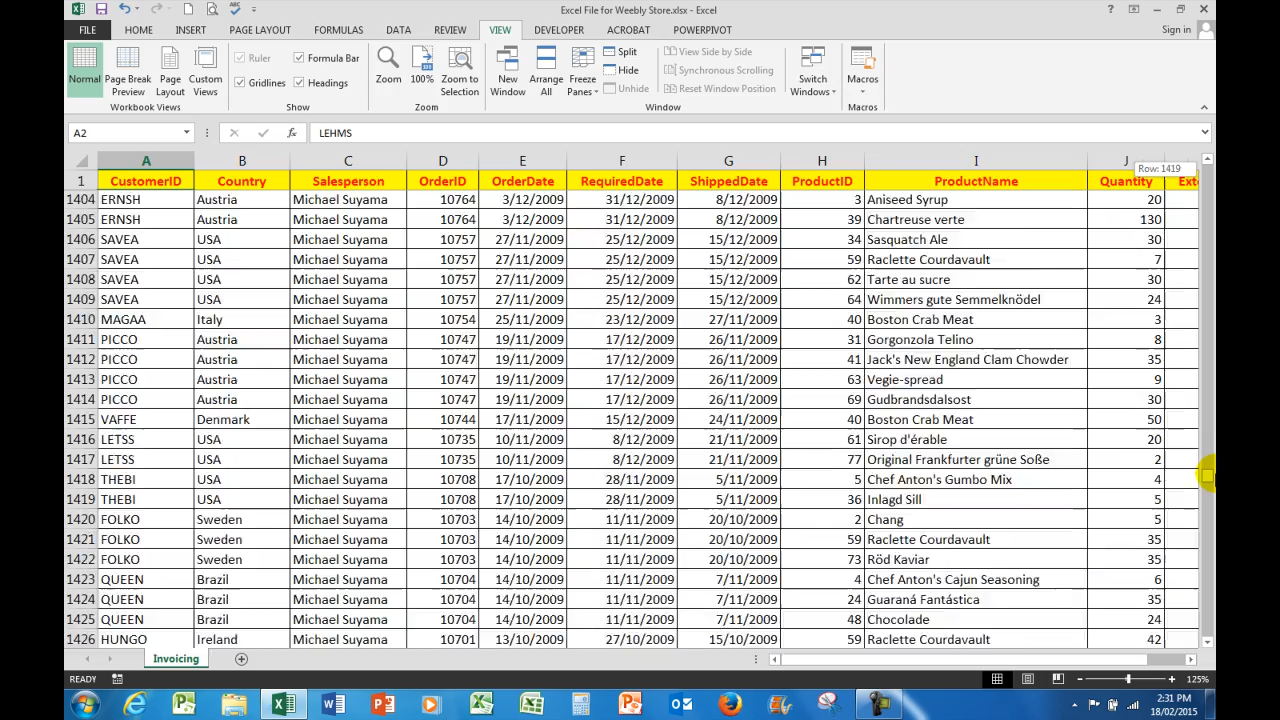 Excel File for Weebly Store.xlsx - Excel
FILE HOME INSERT PAGE LAYOUT FORMULAS DATA REVIEW VIEW DEVELOPER ACROBAT POWERPIVOT Sign in
Normal Page Break Preview Page Layout Custom Views
Workbook Views
Ruler Formula Bar
Gridlines Headings
Show
Zoom 100% Zoom to Selection
Zoom
New Window Arrange All Freeze Panes
Split View Side by Side
Hide Synchronous Scrolling
Unhide Reset Window Position
Switch Windows
Window
Macros
Macros
A2 fx LEHMS
A B C D E F G H I J
Row: 1419
1 CustomerID Country Salesperson OrderID OrderDate RequiredDate ShippedDate ProductID ProductName Quantity Exte
1404 ERNSH Austria Michael Suyama 10764 3/12/2009 31/12/2009 8/12/2009 3 Aniseed Syrup 20
1405 ERNSH Austria Michael Suyama 10764 3/12/2009 31/12/2009 8/12/2009 39 Chartreuse verte 130
1406 SAVEA USA Michael Suyama 10757 27/11/2009 25/12/2009 15/12/2009 34 Sasquatch Ale 30
1407 SAVEA USA Michael Suyama 10757 27/11/2009 25/12/2009 15/12/2009 59 Raclette Courdavault 7
1408 SAVEA USA Michael Suyama 10757 27/11/2009 25/12/2009 15/12/2009 62 Tarte au sucre 30
1409 SAVEA USA Michael Suyama 10757 27/11/2009 25/12/2009 15/12/2009 64 Wimmers gute Semmelknödel 24
1410 MAGAA Italy Michael Suyama 10754 25/11/2009 23/12/2009 27/11/2009 40 Boston Crab Meat 3
1411 PICCO Austria Michael Suyama 10747 19/11/2009 17/12/2009 26/11/2009 31 Gorgonzola Telino 8
1412 PICCO Austria Michael Suyama 10747 19/11/2009 17/12/2009 26/11/2009 41 Jack's New England Clam Chowder 35
1413 PICCO Austria Michael Suyama 10747 19/11/2009 17/12/2009 26/11/2009 63 Vegie-spread 9
1414 PICCO Austria Michael Suyama 10747 19/11/2009 17/12/2009 26/11/2009 69 Gudbrandsdalsost 30
1415 VAFFE Denmark Michael Suyama 10744 17/11/2009 15/12/2009 24/11/2009 40 Boston Crab Meat 50
1416 LETSS USA Michael Suyama 10735 10/11/2009 8/12/2009 21/11/2009 61 Sirop d'érable 20
1417 LETSS USA Michael Suyama 10735 10/11/2009 8/12/2009 21/11/2009 77 Original Frankfurter grüne Soße 2
1418 THEBI USA Michael Suyama 10708 17/10/2009 28/11/2009 5/11/2009 5 Chef Anton's Gumbo Mix 4
1419 THEBI USA Michael Suyama 10708 17/10/2009 28/11/2009 5/11/2009 36 Inlagd Sill 5
1420 FOLKO Sweden Michael Suyama 10703 14/10/2009 11/11/2009 20/10/2009 2 Chang 5
1421 FOLKO Sweden Michael Suyama 10703 14/10/2009 11/11/2009 20/10/2009 59 Raclette Courdavault 35
1422 FOLKO Sweden Michael Suyama 10703 14/10/2009 11/11/2009 20/10/2009 73 Röd Kaviar 35
1423 QUEEN Brazil Michael Suyama 10704 14/10/2009 11/11/2009 7/11/2009 4 Chef Anton's Cajun Seasoning 6
1424 QUEEN Brazil Michael Suyama 10704 14/10/2009 11/11/2009 7/11/2009 24 Guaraná Fantástica 35
1425 QUEEN Brazil Michael Suyama 10704 14/10/2009 11/11/2009 7/11/2009 48 Chocolade 24
1426 HUNGO Ireland Michael Suyama 10701 13/10/2009 27/10/2009 15/10/2009 59 Raclette Courdavault 42
Invoicing
READY 125%
2:31 PM
18/02/2015